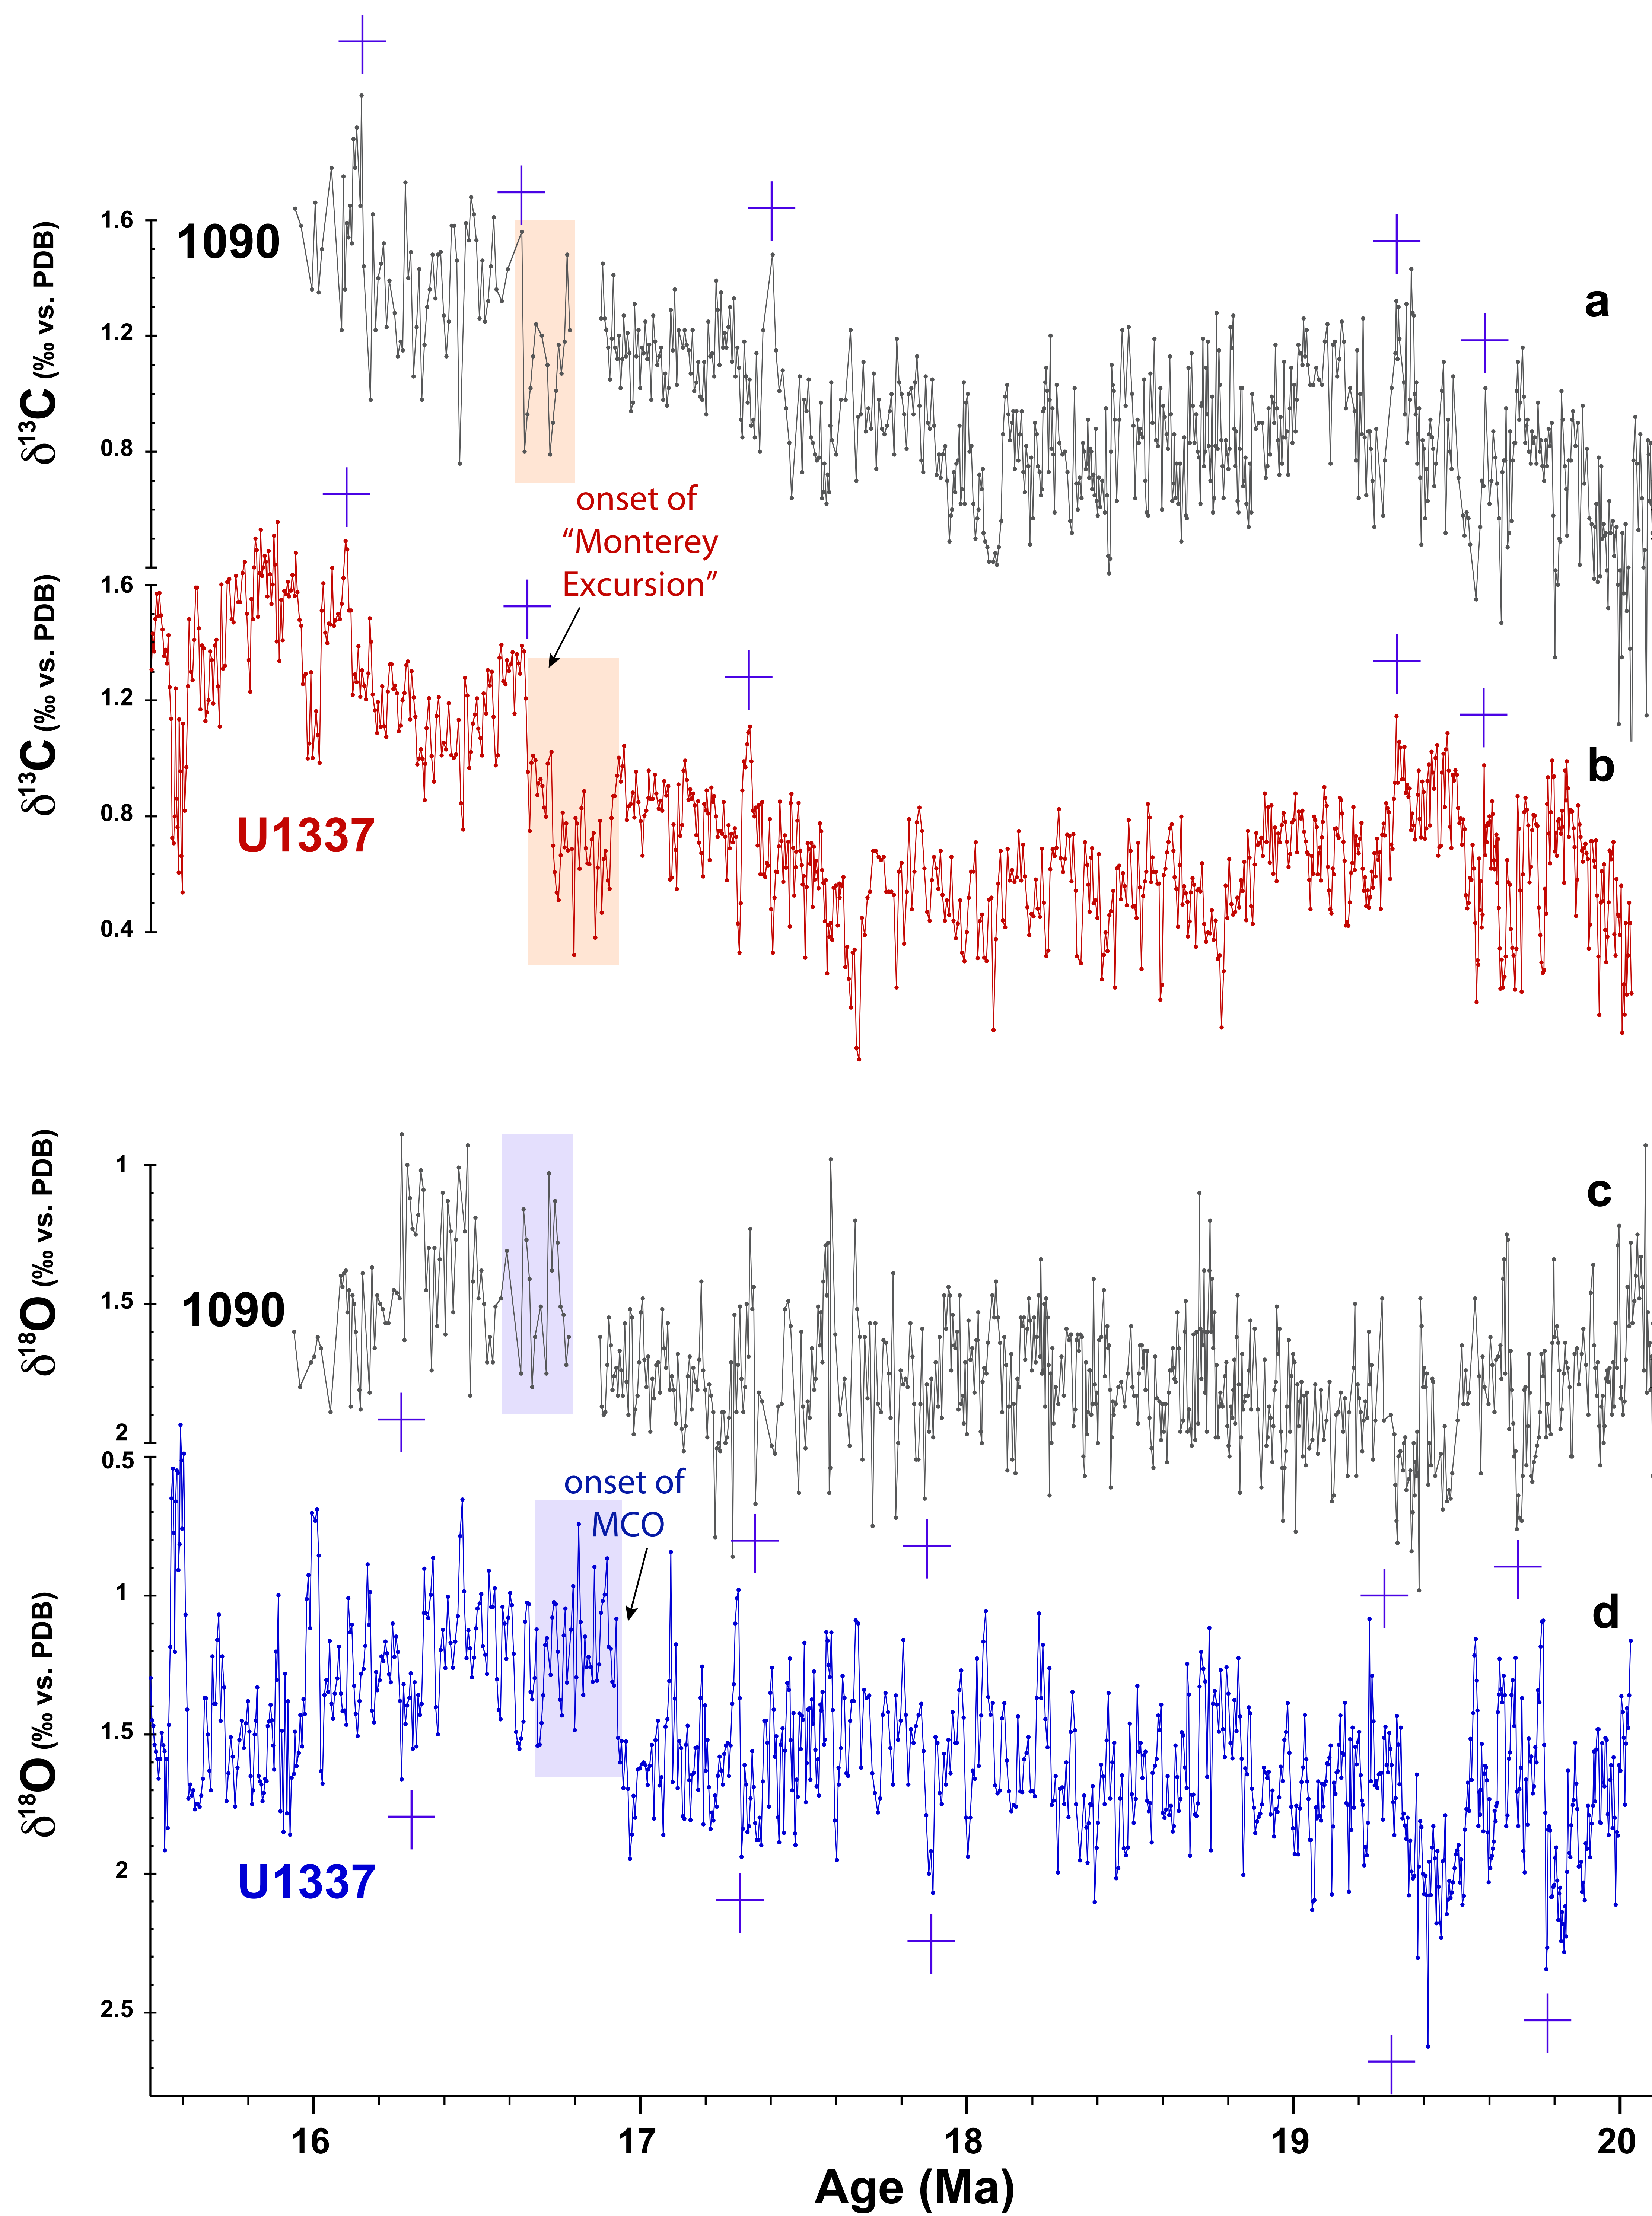 δ13C (‰ vs. PDB)
1.6
1.2
0.8
1090
a
onset of
“Monterey
Excursion”
δ13C (‰ vs. PDB)
1.6
1.2
0.8
0.4
U1337
b
δ18O (‰ vs. PDB)
1
1.5
2
1090
c
onset of
MCO
δ18O (‰ vs. PDB)
0.5
1
1.5
2
2.5
U1337
d
16 17 18 19 20
Age (Ma)